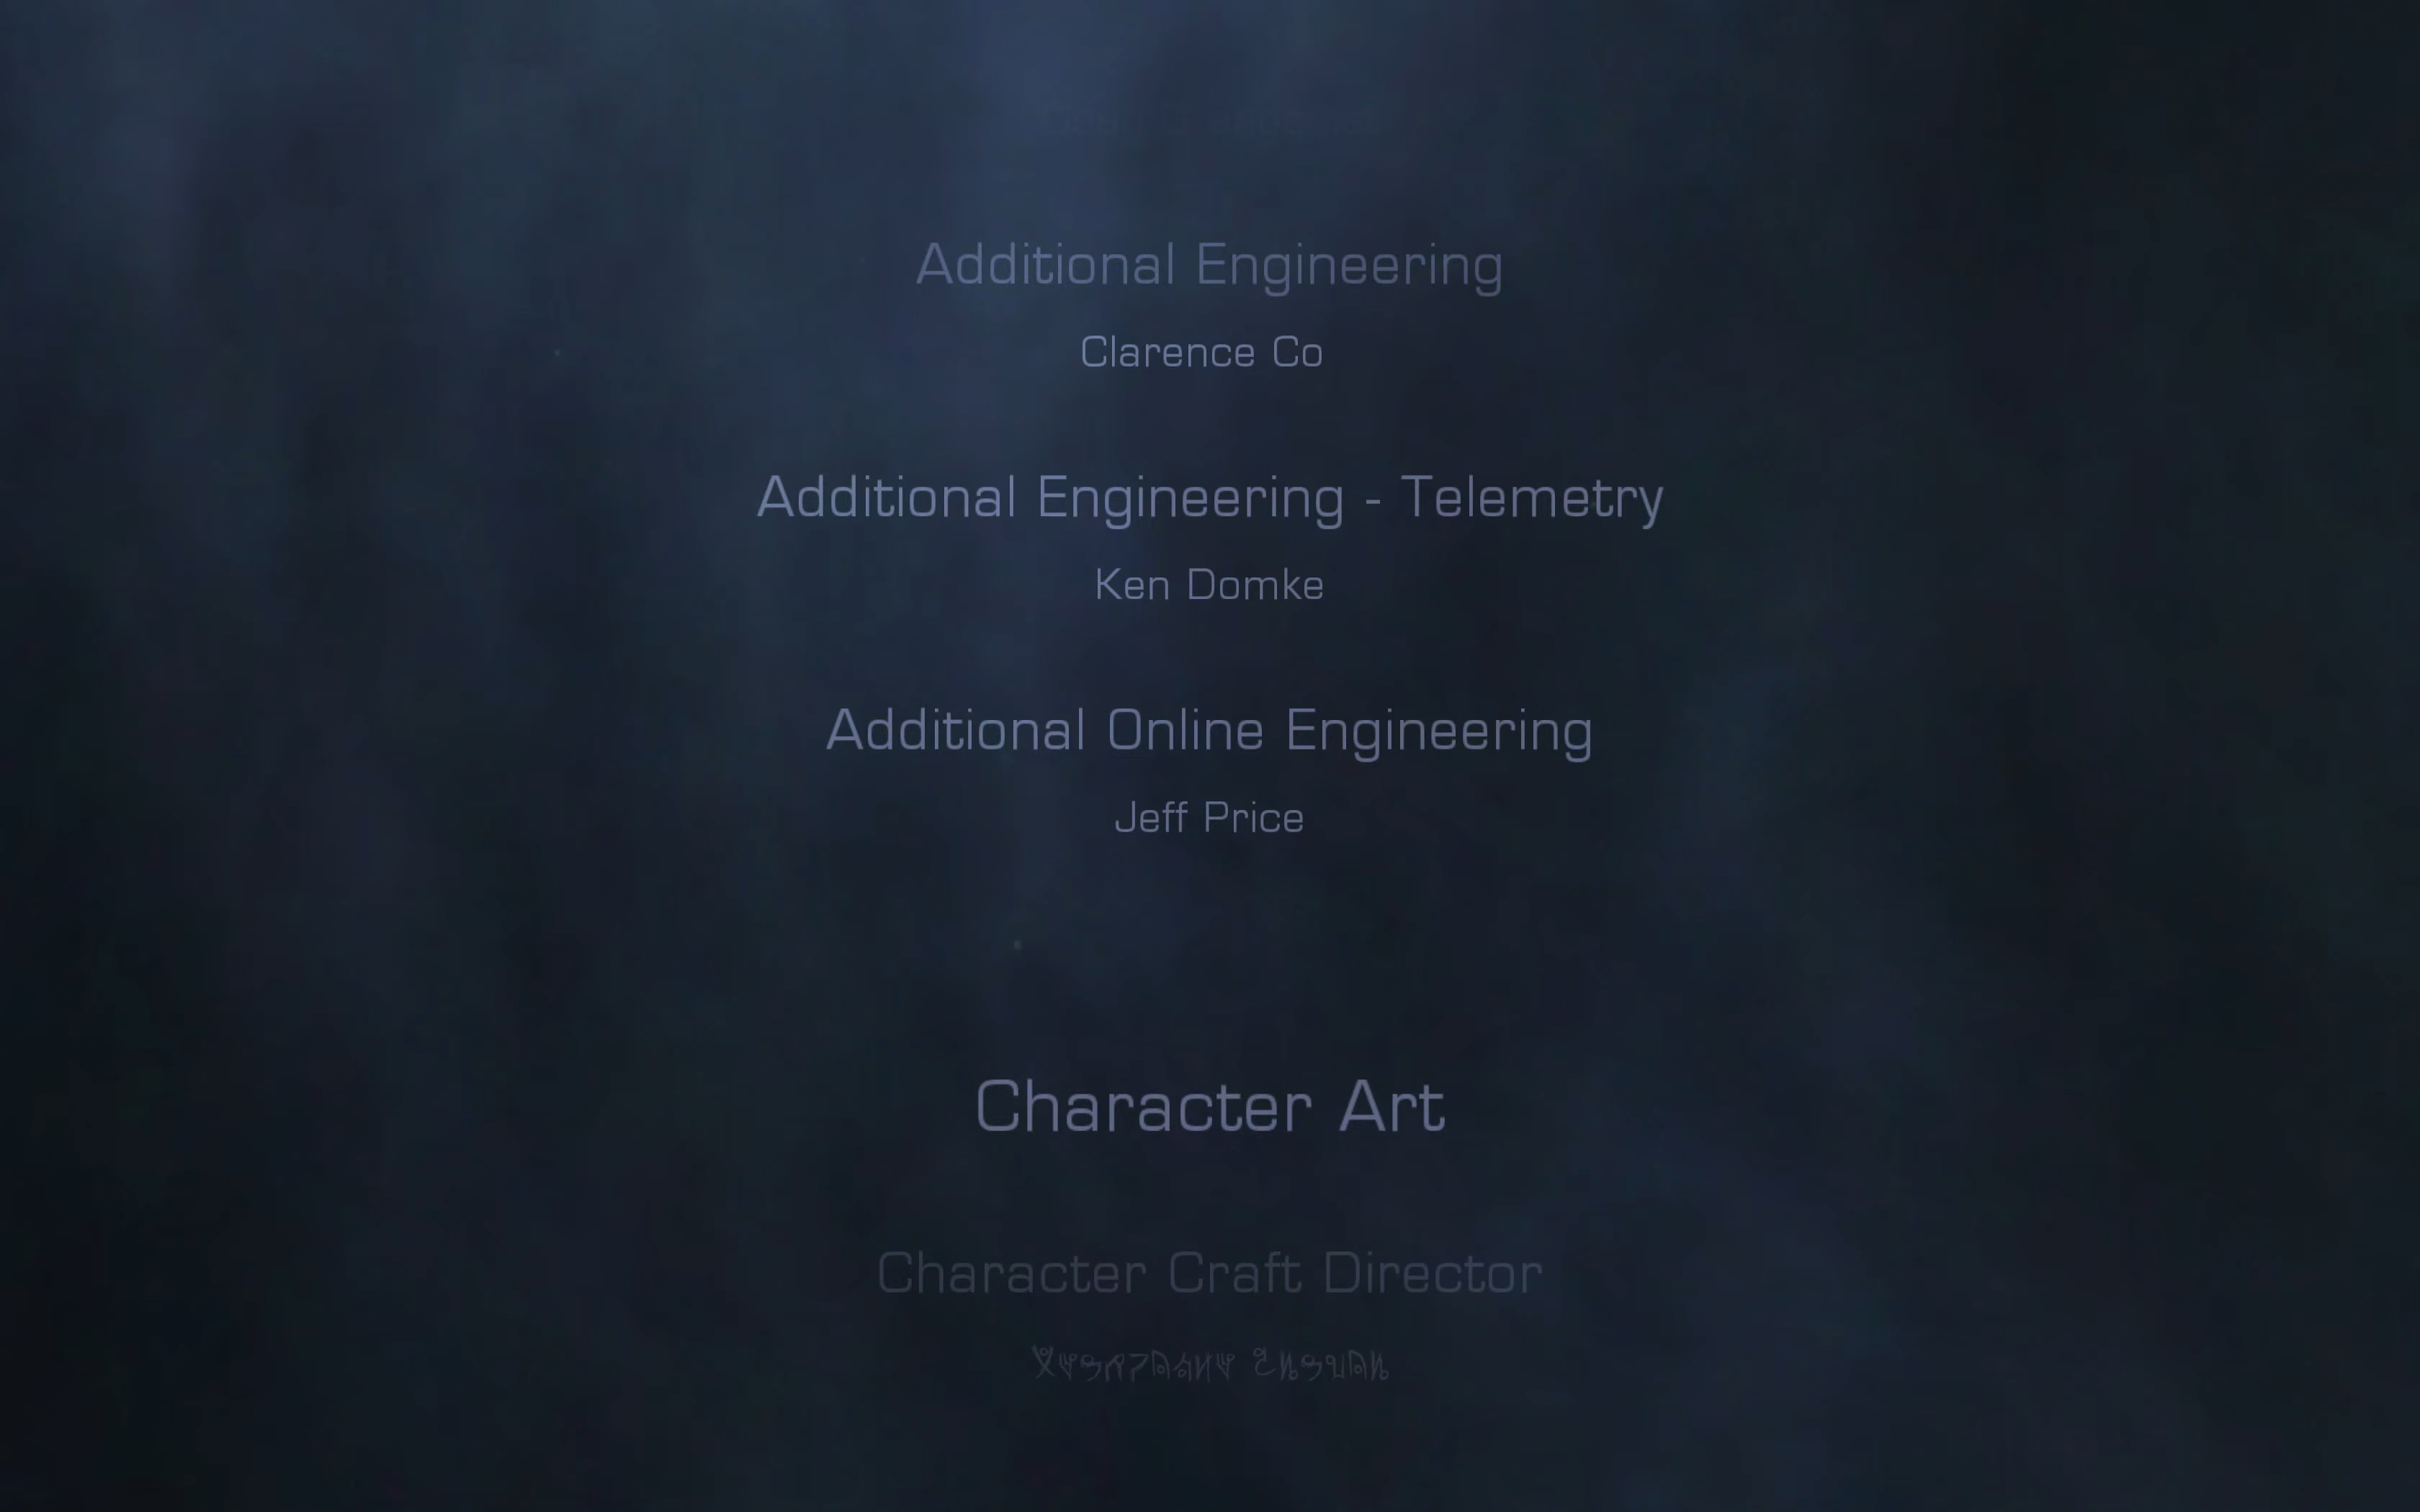 Additional Engineering
Clarence Co
Additional Engineering - Telemetry
Ken Domke
Additional Online Engineering
Jeff Price
Character Art
Character Craft Director